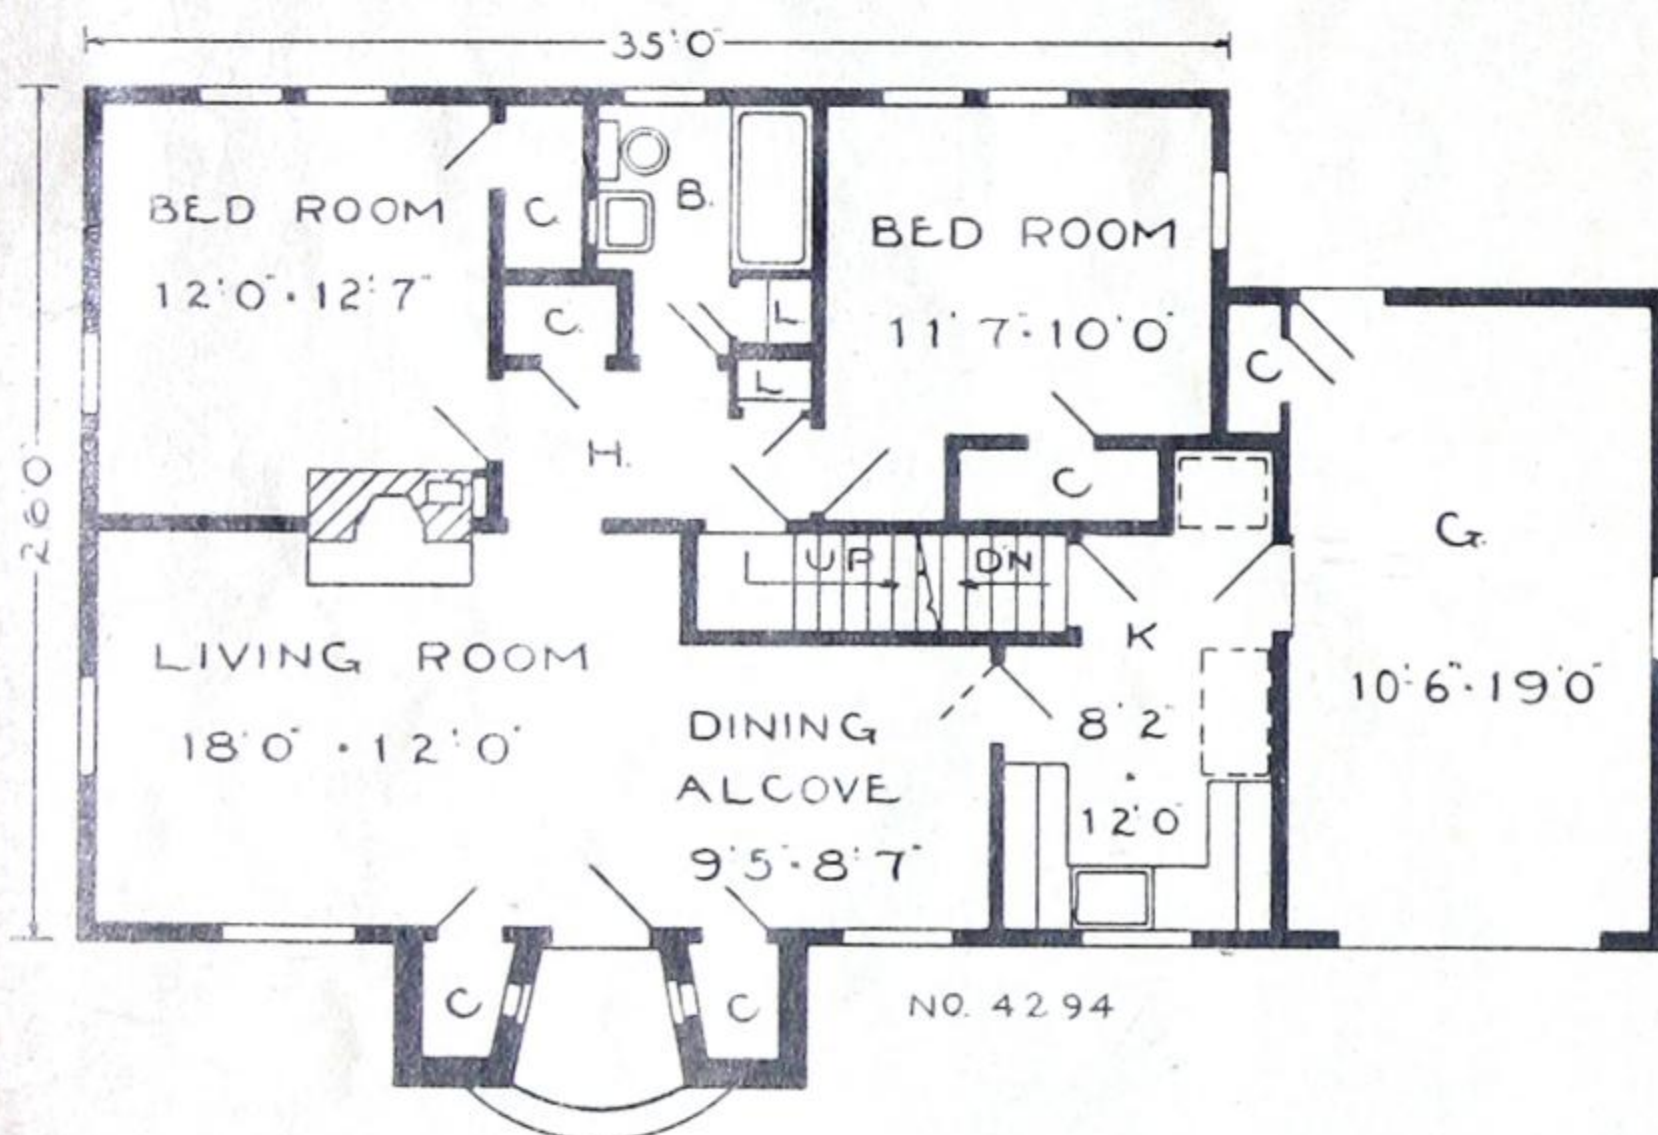 35'0"
BED ROOM
12'0"·12'7"
C.
B.
BED ROOM
11'7"·10'0"
C.
L
L
C
H.
C
G.
10'6"·19'0"
UP
DN
K
8'2"
·
12'0"
LIVING ROOM
18'0"·12'0"
DINING
ALCOVE
9'5"·8'7"
C
C
NO. 4294